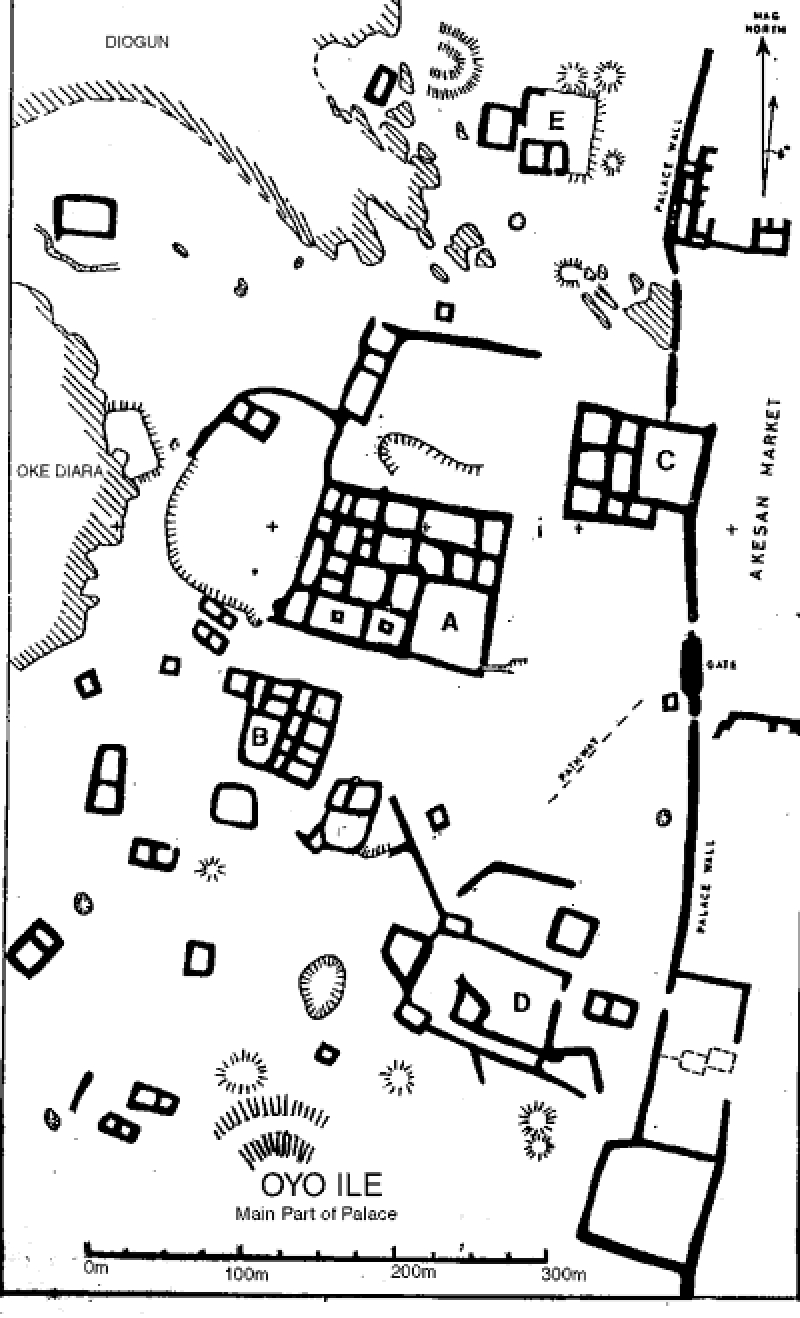 DIOGUN
MAG
NORTH
E
PALACE WALL
C
OKE DIARA
AKESAN MARKET
A
GATE
B
PATHWAY
PALACE WALL
D
OYO ILE
Main Part of Palace
0m
100m
200m
300m